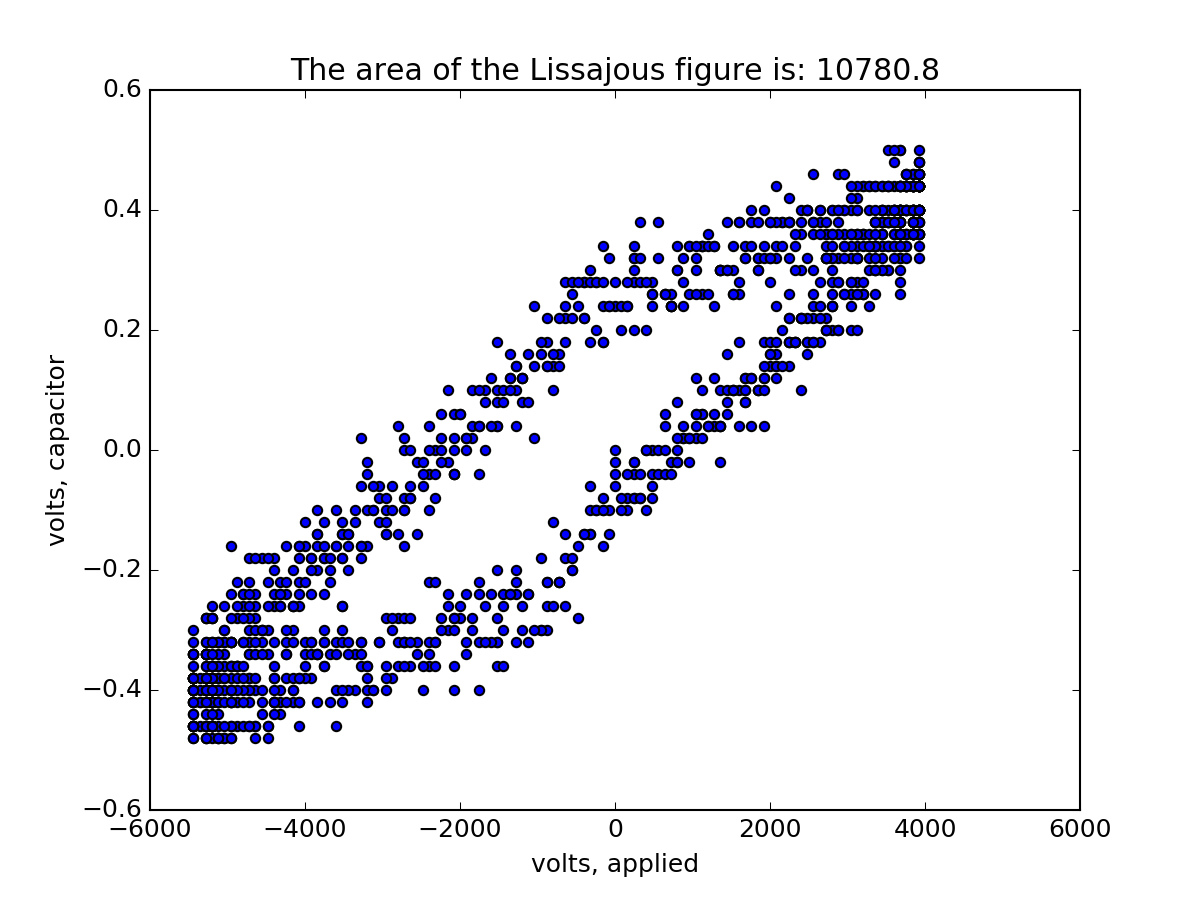 The area of the Lissajous figure is: 10780.8
0.6
0.4
0.2
0.0
−0.2
−0.4
−0.6
volts, capacitor
−6000 −4000 −2000 0 2000 4000 6000
volts, applied